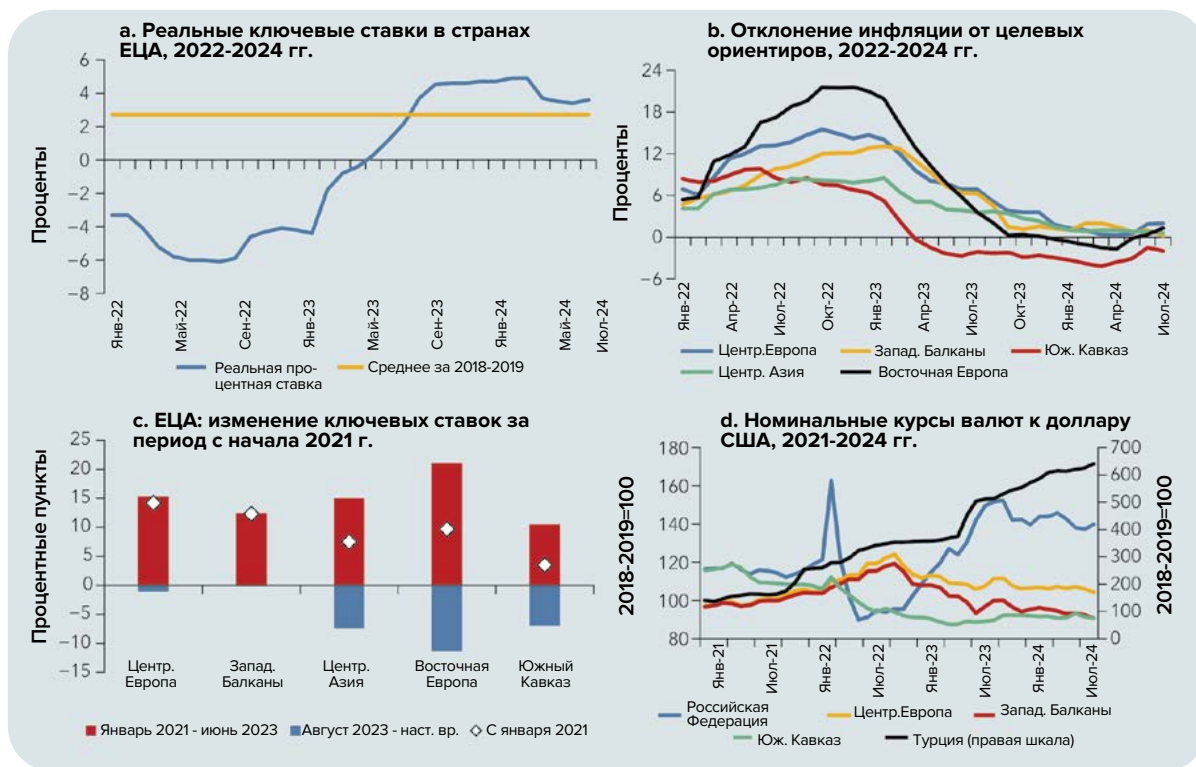 a. Реальные ключевые ставки в странах
ЕЦА, 2022-2024 гг.
6
4
2
0
−2
−4
−6
−8
Проценты
Янв-22
Май-22
Сен-22
Янв-23
Май-23
Сен-23
Янв-24
Май-24
Июл-24
Реальная про-
центная ставка
Среднее за 2018-2019
b. Отклонение инфляции от целевых
ориентиров, 2022-2024 гг.
24
18
12
6
0
−6
Проценты
Янв-22
Апр-22
Июл-22
Окт-22
Янв-23
Июл-23
Окт-23
Янв-24
Апр-24
Июл-24
Центр.Европа
Запад. Балканы
Юж. Кавказ
Центр. Азия
Восточная Европа
c. ЕЦА: изменение ключевых ставок за
период с начала 2021 г.
25
20
15
10
5
0
−5
−10
−15
Процентные пункты
Центр.
Европа
Запад.
Балканы
Центр.
Азия
Восточная
Европа
Южный
Кавказ
Январь 2021 - июнь 2023
Август 2023 - наст. вр.
С января 2021
d. Номинальные курсы валют к доллару
США, 2021-2024 гг.
180
160
140
120
100
80
2018-2019=100
700
600
500
400
300
200
100
0
2018-2019=100
Янв-21
Июл-21
Янв-22
Июл-22
Янв-23
Июл-23
Янв-24
Июл-24
Российская
Федерация
Центр.Европа
Запад. Балканы
Юж. Кавказ
Турция (правая шкала)